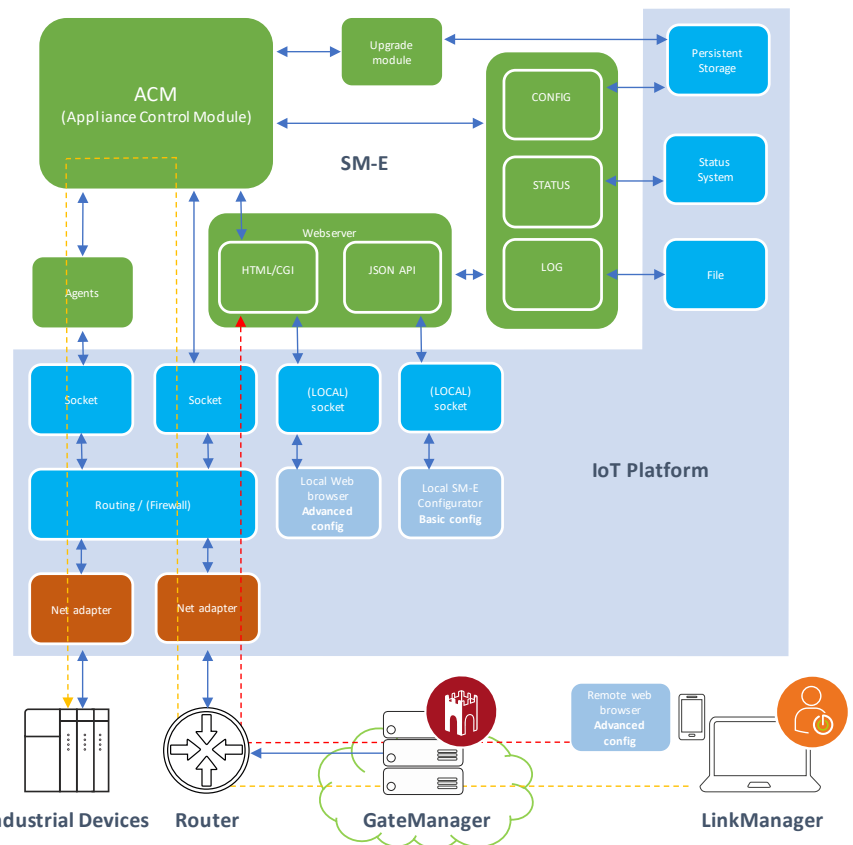 Upgrade
module
Persistent
Storage
ACM
(Appliance Control Module)
CONFIG
SM-E
Status
System
STATUS
Webserver
HTML/CGI
JSON API
LOG
File
Agents
Socket
Socket
(LOCAL)
socket
(LOCAL)
socket
IoT Platform
Routing / (Firewall)
Local Web
browser
Advanced
config
Local SM-E
Configurator
Basic config
Net adapter
Net adapter
Remote web
browser
Advanced
config
ndustrial Devices
Router
GateManager
LinkManager